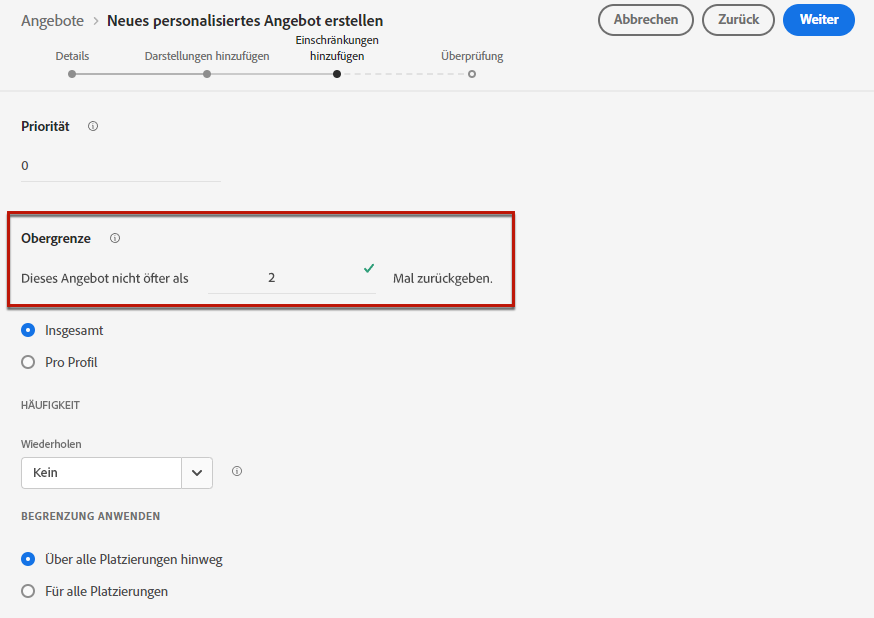 Angebote > Neues personalisiertes Angebot erstellen
Abbrechen
Zurück
Weiter
Details
Darstellungen hinzufügen
Einschränkungen
hinzufügen
Überprüfung
Priorität
0
Obergrenze
Dieses Angebot nicht öfter als 2 Mal zurückgeben.
Insgesamt
Pro Profil
HÄUFIGKEIT
Wiederholen
Kein
BEGRENZUNG ANWENDEN
Über alle Platzierungen hinweg
Für alle Platzierungen